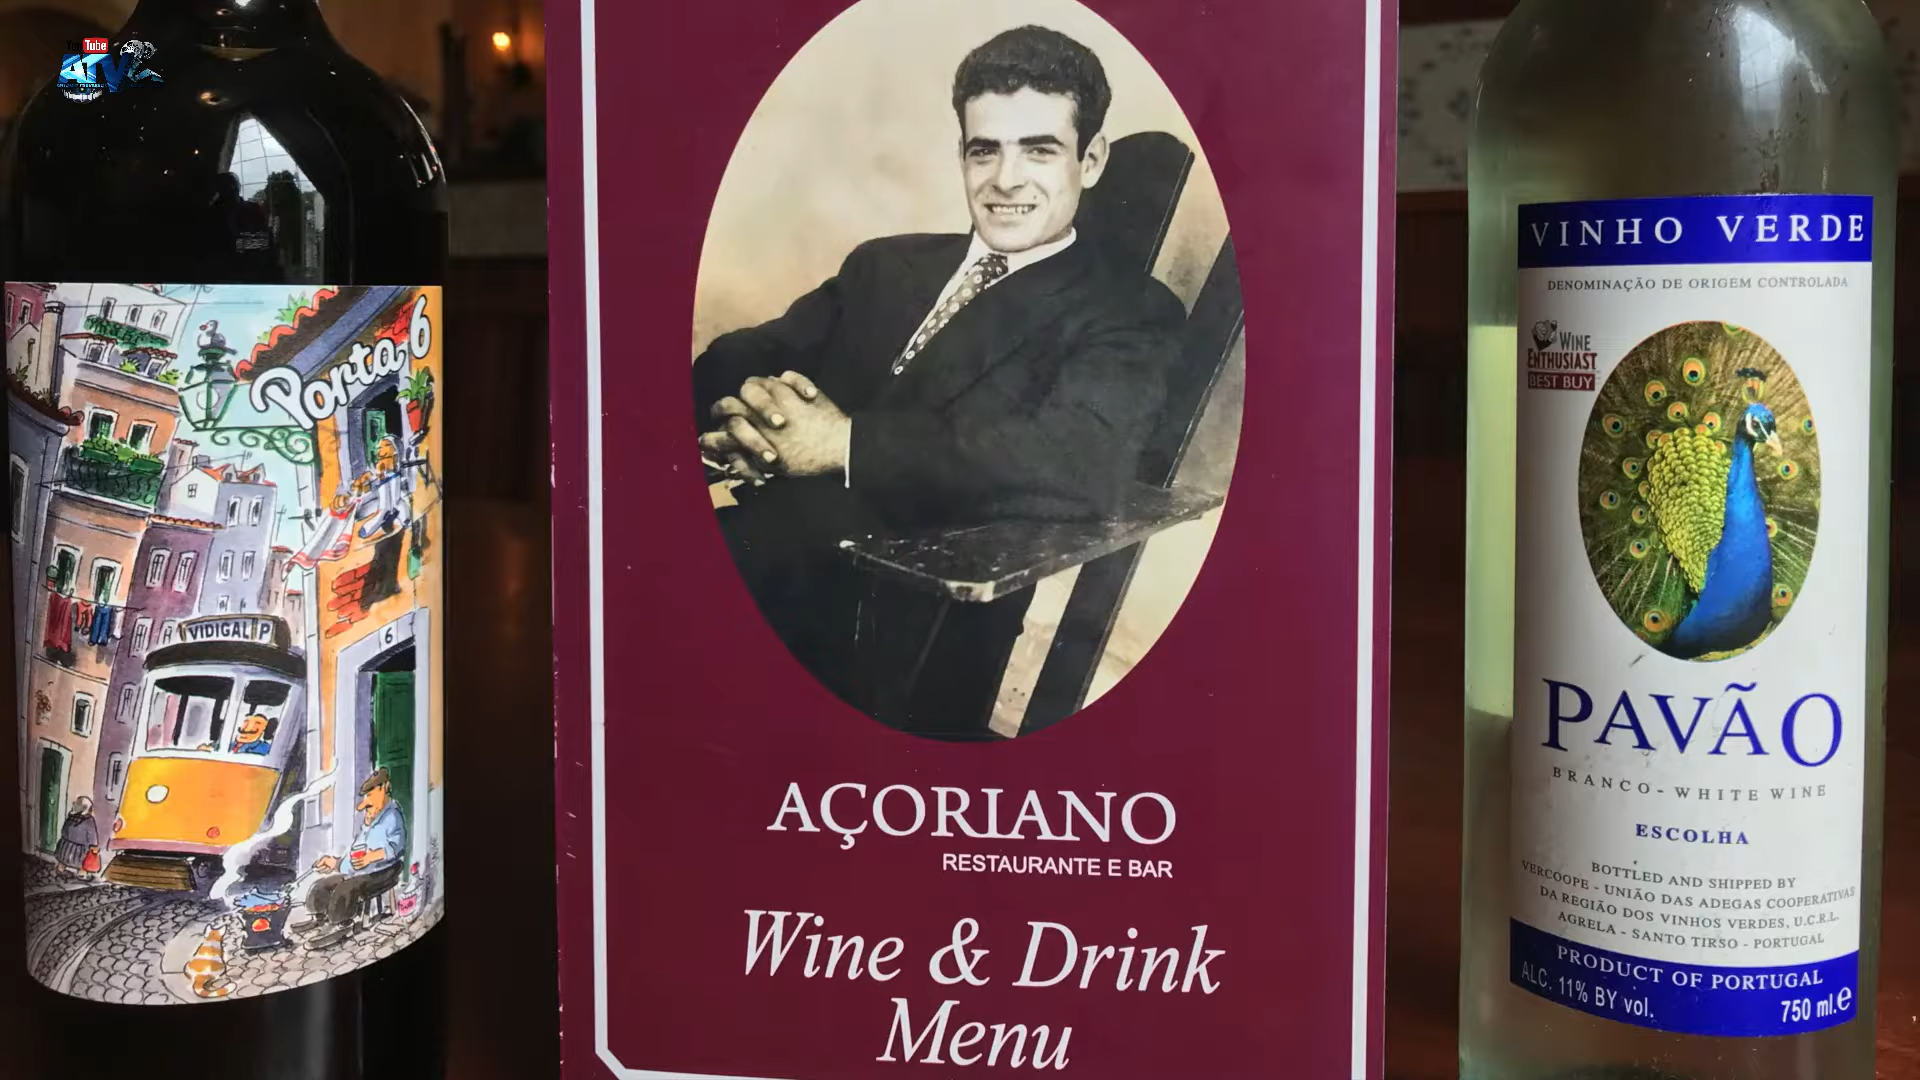 YouTube
ATV
Porta 6
VIDIGAL P
6
AÇORIANO
RESTAURANTE E BAR
Wine & Drink
Menu
VINHO VERDE
DENOMINAÇÃO DE ORIGEM CONTROLADA
WINE
ENTHUSIAST
BEST BUY
PAVÃO
BRANCO - WHITE WINE
ESCOLHA
BOTTLED AND SHIPPED BY
VERCOOPE - UNIÃO DAS ADEGAS COOPERATIVAS
DA REGIÃO DOS VINHOS VERDES, U.C.R.L.
AGRELA - SANTO TIRSO - PORTUGAL
PRODUCT OF PORTUGAL
ALC. 11% BY vol.
750 ml.e